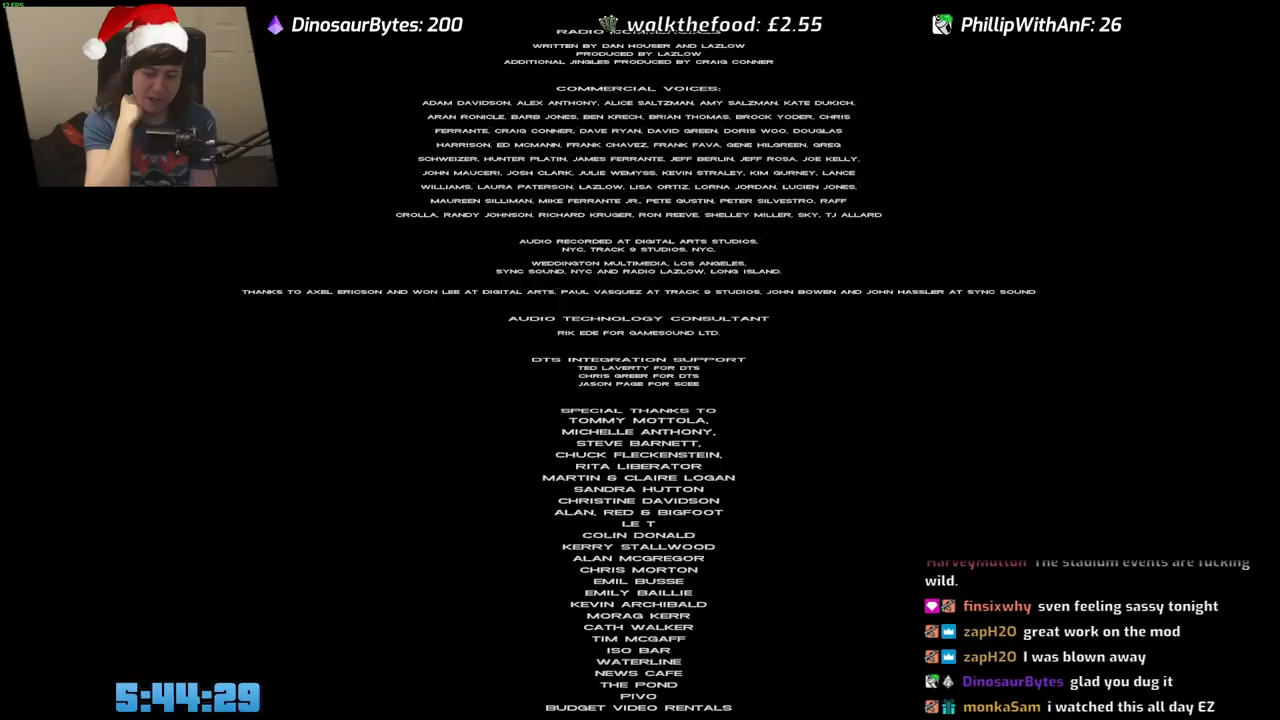 12 FPS
DinosaurBytes: 200
walkthefood: £2.55
PhillipWithAnF: 26
RADIO COMMERCIALS
WRITTEN BY DAN HOUSER AND LAZLOW
PRODUCED BY LAZLOW
ADDITIONAL JINGLES PRODUCED BY CRAIG CONNER
COMMERCIAL VOICES:
ADAM DAVIDSON, ALEX ANTHONY, ALICE SALTZMAN, AMY SALZMAN, KATE DUKICH,
ARAN RONICLE, BARB JONES, BEN KRECH, BRIAN THOMAS, BROCK YODER, CHRIS
FERRANTE, CRAIG CONNER, DAVE RYAN, DAVID GREEN, DORIS WOO, DOUGLAS
HARRISON, ED MCMANN, FRANK CHAVEZ, FRANK FAVA, GENE HILGREEN, GREG
SCHWEIZER, HUNTER PLATIN, JAMES FERRANTE, JEFF BERLIN, JEFF ROSA, JOE KELLY,
JOHN MAUCERI, JOSH CLARK, JULIE WEMYSS, KEVIN STRALEY, KIM GURNEY, LANCE
WILLIAMS, LAURA PATERSON, LAZLOW, LISA ORTIZ, LORNA JORDAN, LUCIEN JONES,
MAUREEN SILLIMAN, MIKE FERRANTE JR., PETE GUSTIN, PETER SILVESTRO, RAFF
CROLLA, RANDY JOHNSON, RICHARD KRUGER, RON REEVE, SHELLEY MILLER, SKY, TJ ALLARD
AUDIO RECORDED AT DIGITAL ARTS STUDIOS,
NYC, TRACK 9 STUDIOS, NYC,
WEDDINGTON MULTIMEDIA, LOS ANGELES,
SYNC SOUND, NYC AND RADIO LAZLOW, LONG ISLAND.
THANKS TO AXEL ERICSON AND WON LEE AT DIGITAL ARTS, PAUL VASQUEZ AT TRACK 9 STUDIOS, JOHN BOWEN AND JOHN HASSLER AT SYNC SOUND
AUDIO TECHNOLOGY CONSULTANT
RIK EDE FOR GAMESOUND LTD.
DTS INTEGRATION SUPPORT
TED LAVERTY FOR DTS
CHRIS GREER FOR DTS
JASON PAGE FOR SCEE
SPECIAL THANKS TO
TOMMY MOTTOLA,
MICHELLE ANTHONY,
STEVE BARNETT,
CHUCK FLECKENSTEIN,
RITA LIBERATOR
MARTIN & CLAIRE LOGAN
SANDRA HUTTON
CHRISTINE DAVIDSON
ALAN, RED & BIGFOOT
LE T
COLIN DONALD
KERRY STALLWOOD
ALAN MCGREGOR
CHRIS MORTON
EMIL BUSSE
EMILY BAILLIE
KEVIN ARCHIBALD
MORAG KERR
CATH WALKER
TIM MCGAFF
ISO BAR
WATERLINE
NEWS CAFE
THE POND
PIVO
BUDGET VIDEO RENTALS
HarveyMutton The stadium events are fucking
wild.
finsixwhy sven feeling sassy tonight
zapH2O great work on the mod
zapH2O I was blown away
DinosaurBytes glad you dug it
monkaSam i watched this all day EZ
5:44:29